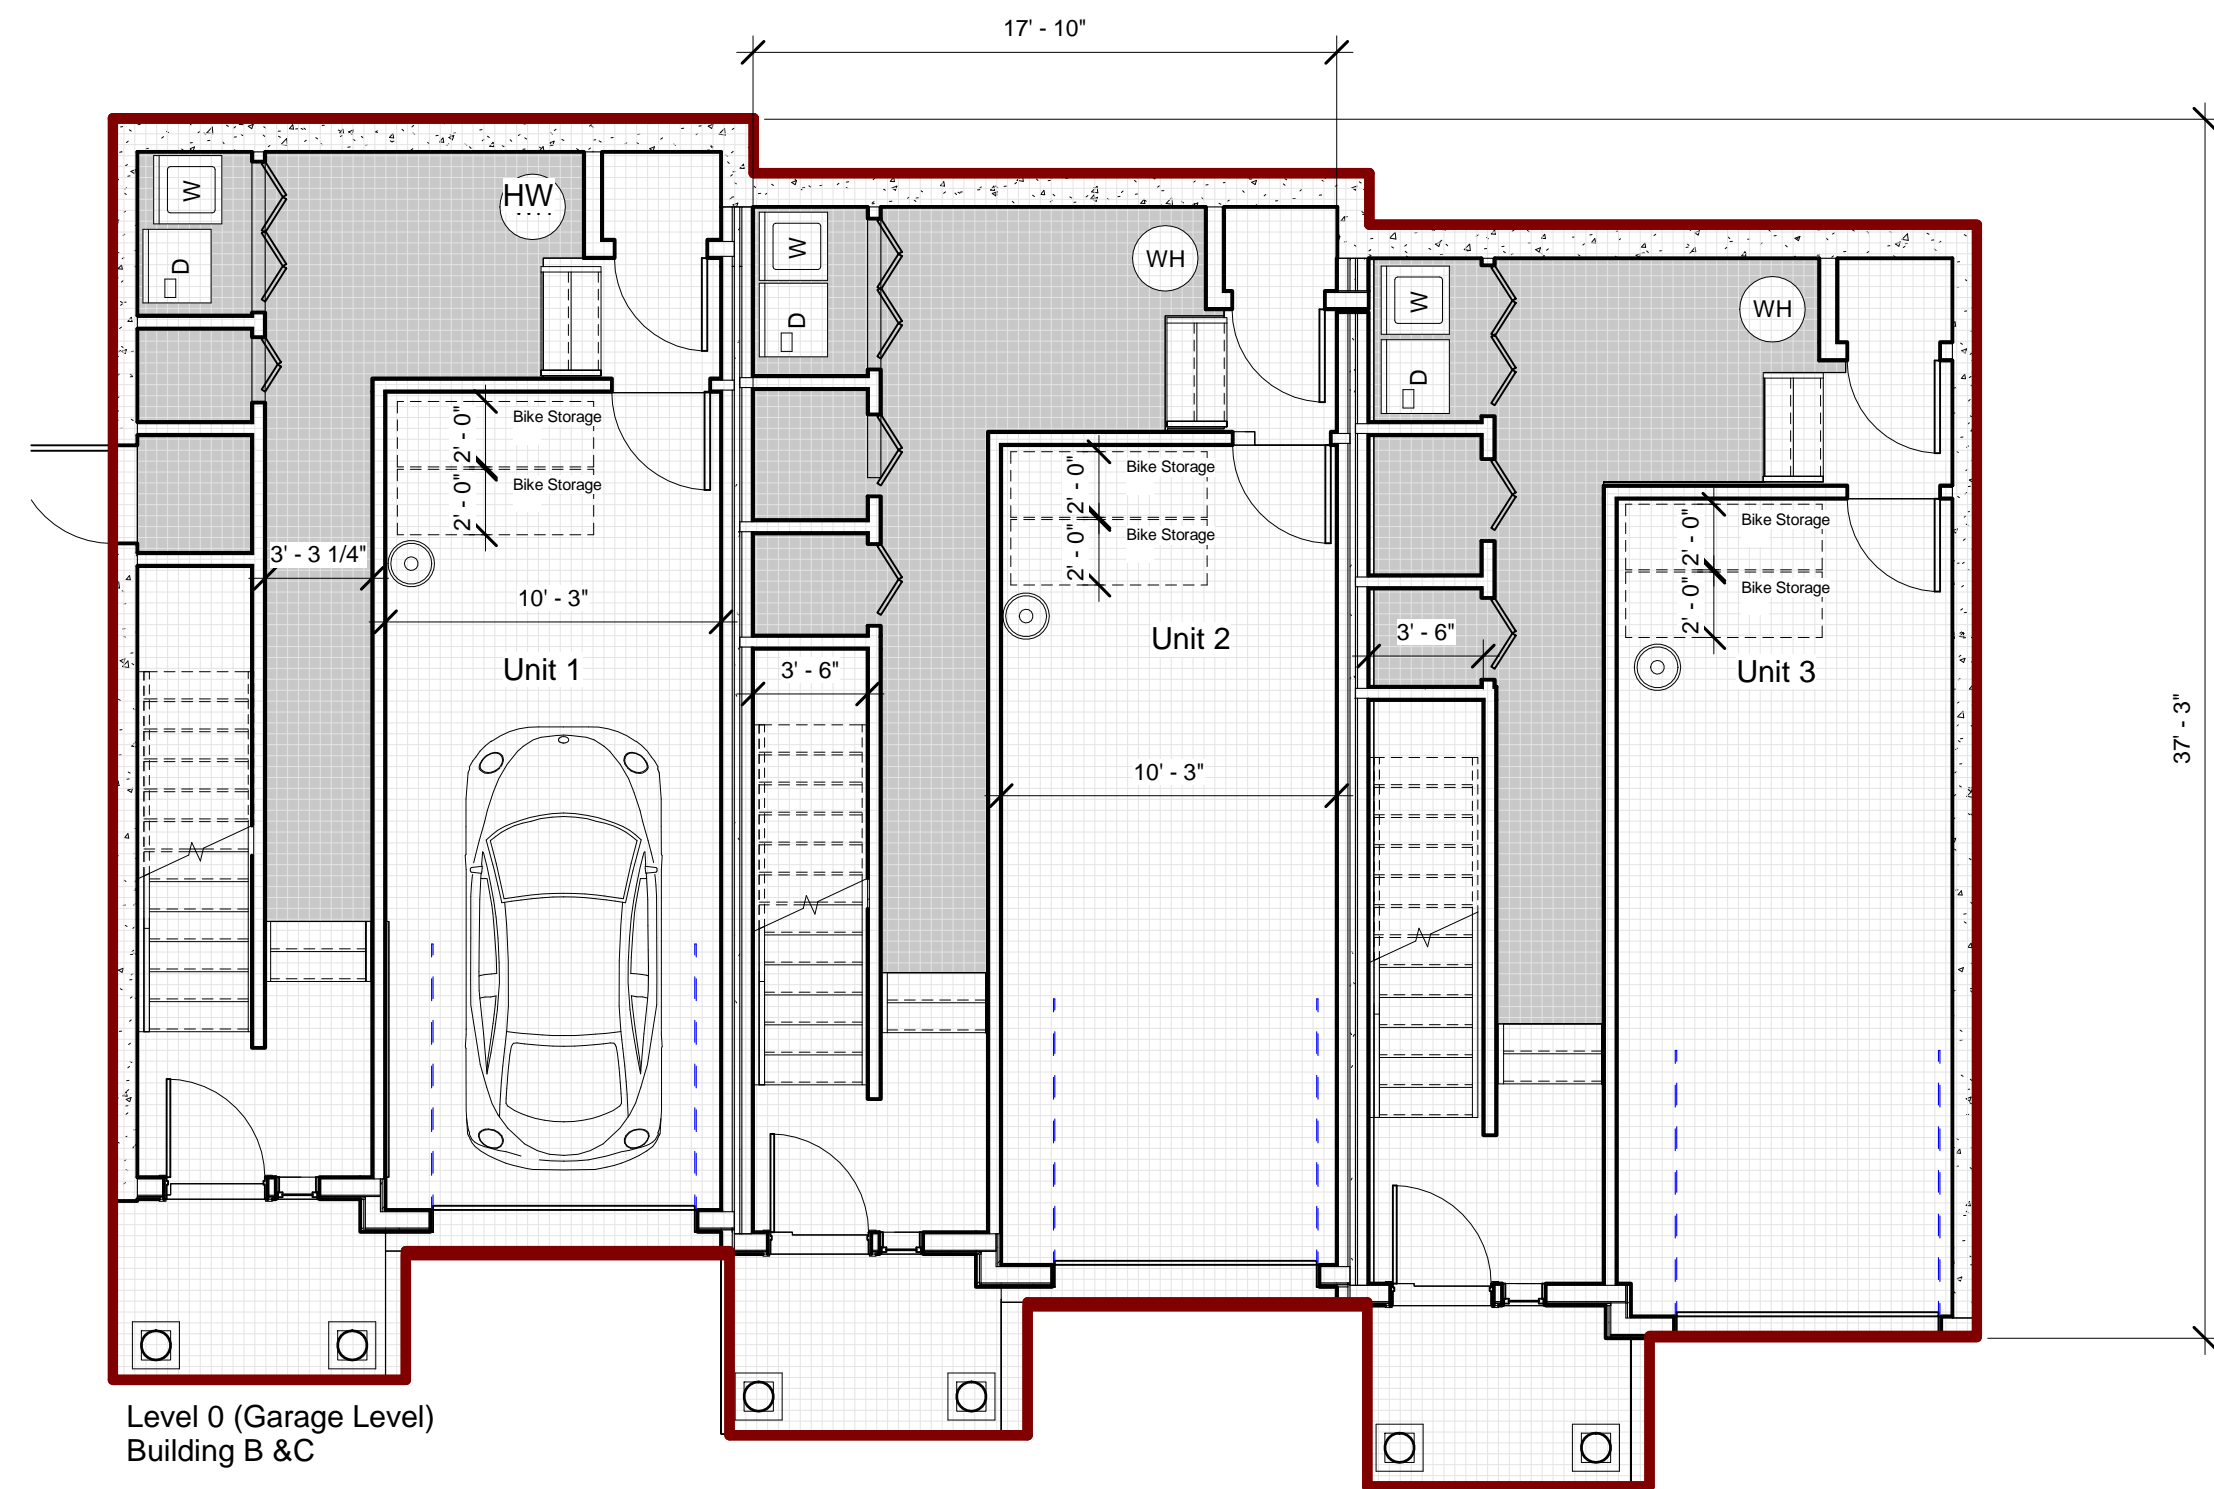 17' - 10"
W
D
HW
W
D
WH
W
D
WH
2' - 0"
Bike Storage
2' - 0"
Bike Storage
2' - 0"
Bike Storage
2' - 0"
Bike Storage
2' - 0"
Bike Storage
2' - 0"
Bike Storage
3' - 3 1/4"
10' - 3"
Unit 1
3' - 6"
Unit 2
10' - 3"
3' - 6"
Unit 3
37' - 3"
Level 0 (Garage Level)
Building B &C